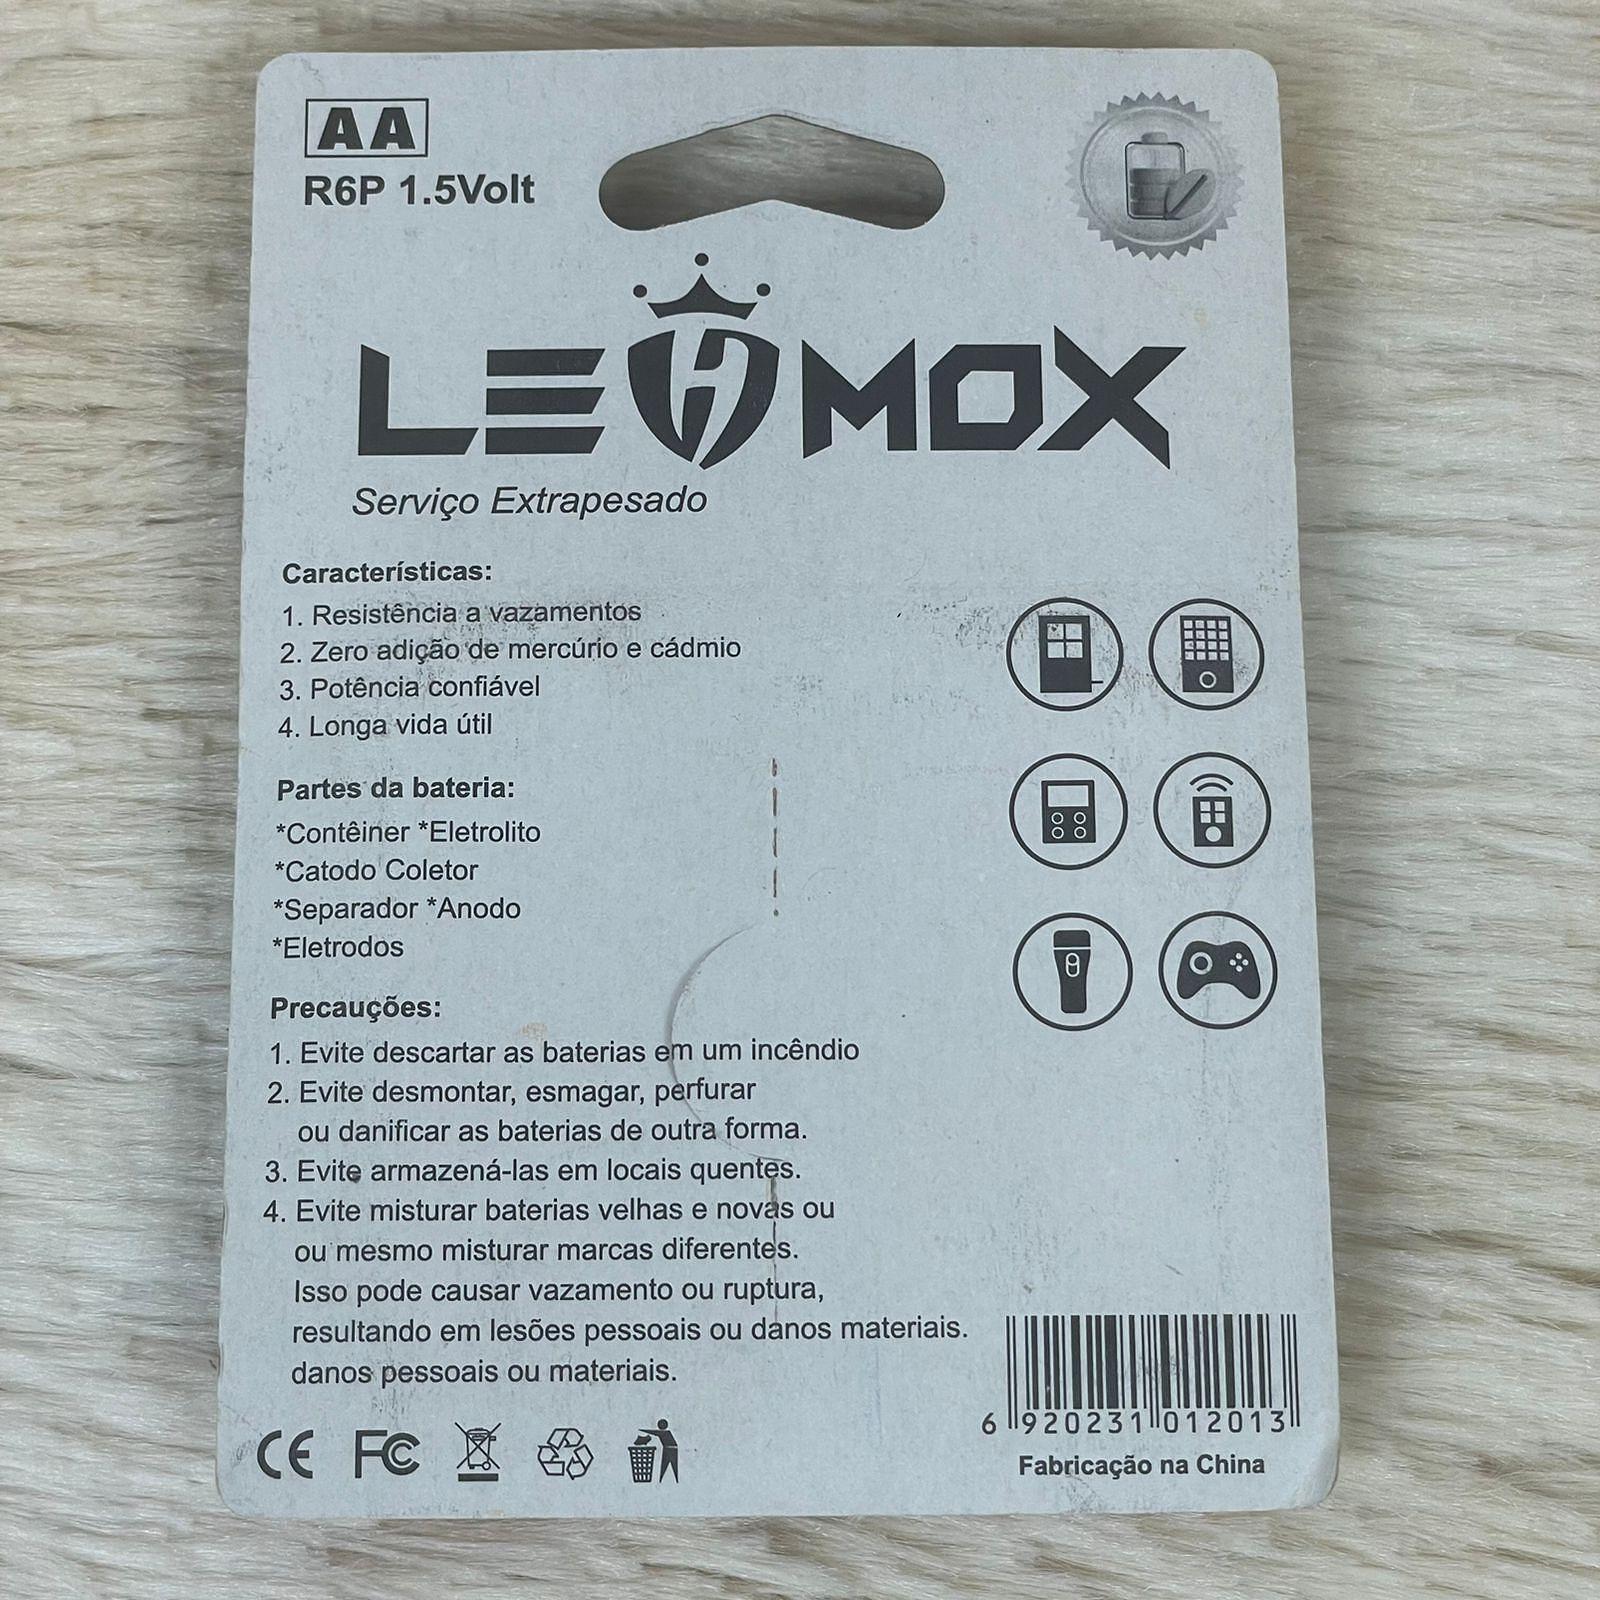 AA
R6P 1.5Volt
LEHMOX
Serviço Extrapesado
Características:
1. Resistência a vazamentos
2. Zero adição de mercúrio e cádmio
3. Potência confiável
4. Longa vida útil
Partes da bateria:
*Contêiner *Eletrolito
*Catodo Coletor
*Separador *Anodo
*Eletrodos
Precauções:
1. Evite descartar as baterias em um incêndio
2. Evite desmontar, esmagar, perfurar
ou danificar as baterias de outra forma.
3. Evite armazená-las em locais quentes.
4. Evite misturar baterias velhas e novas ou
ou mesmo misturar marcas diferentes.
Isso pode causar vazamento ou ruptura,
resultando em lesões pessoais ou danos materiais.
danos pessoais ou materiais.
CE FC
6 920231 012013
Fabricação na China